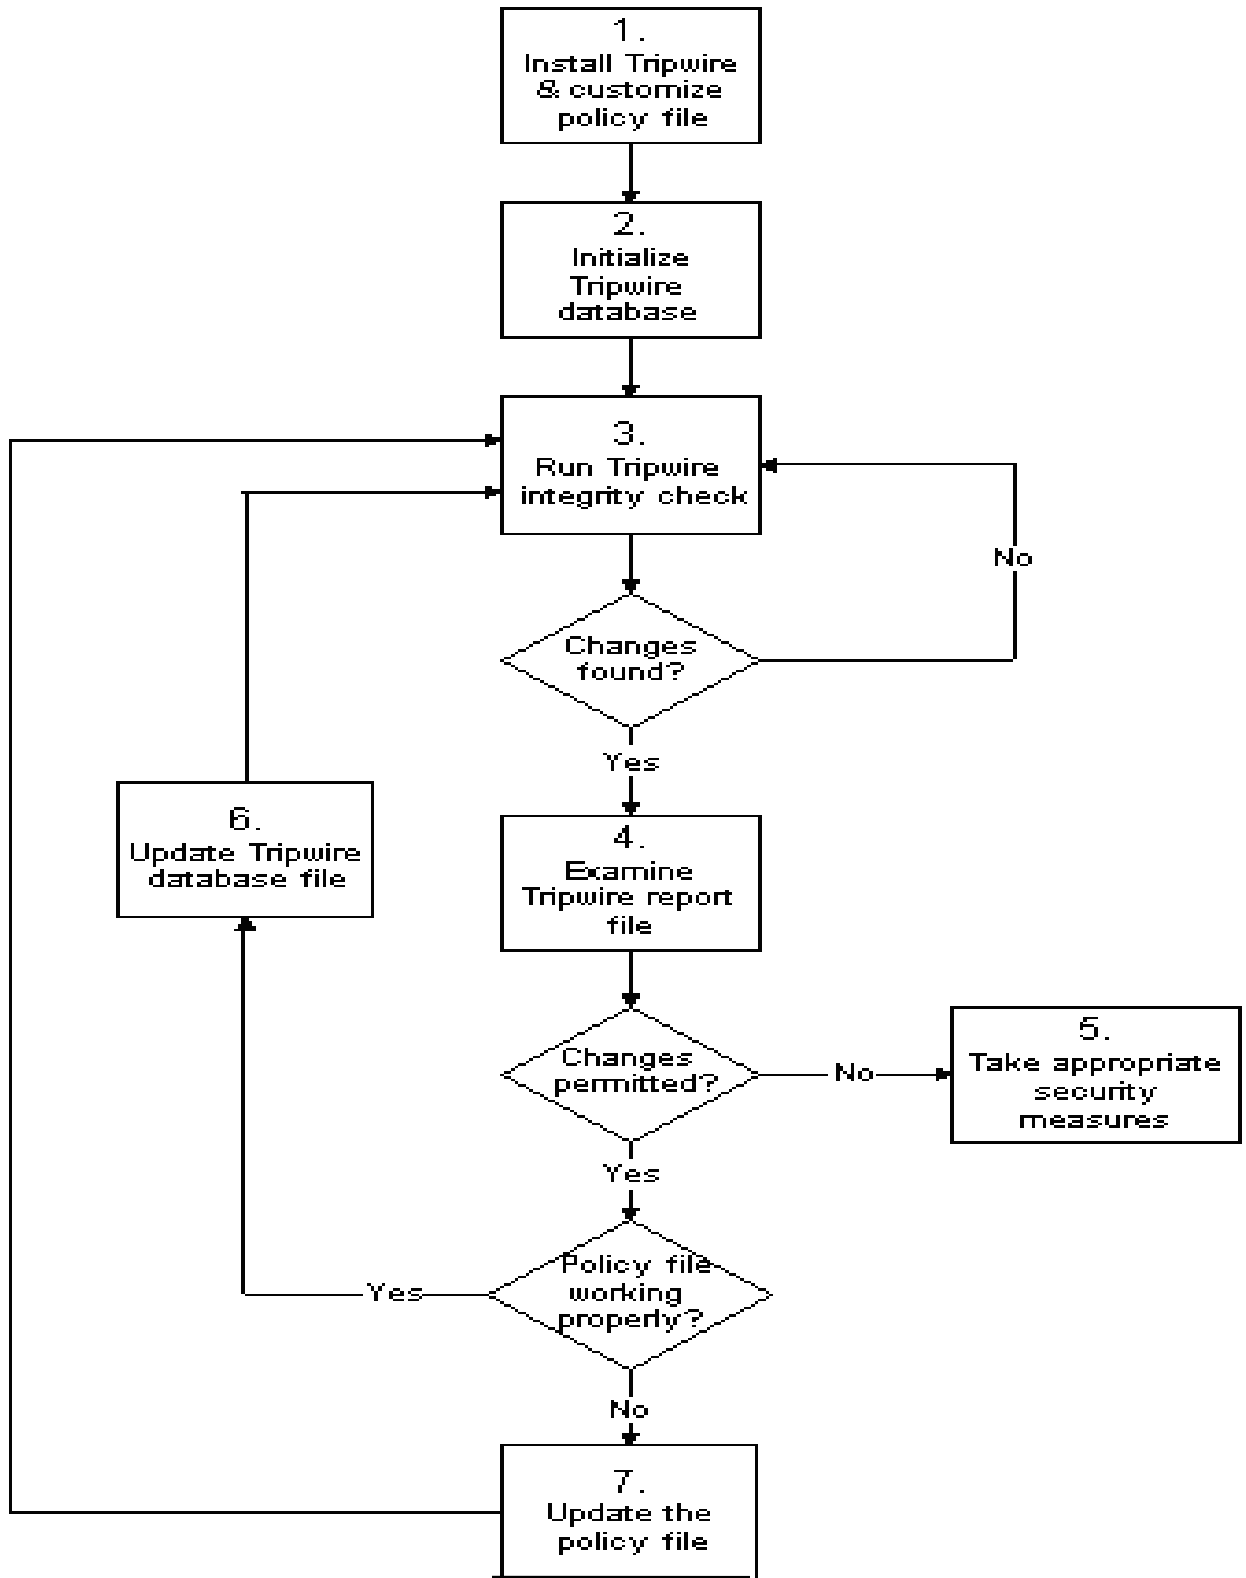 1.
Install Tripwire
& customize
policy file
2.
Initialize
Tripwire
database
3.
Run Tripwire
integrity check
No
Changes
found?
Yes
6.
Update Tripwire
database file
4.
Examine
Tripwire report
file
Changes
permitted?
No
5.
Take appropriate
security
measures
Yes
Policy file
working
properly?
Yes
No
7.
Update the
policy file